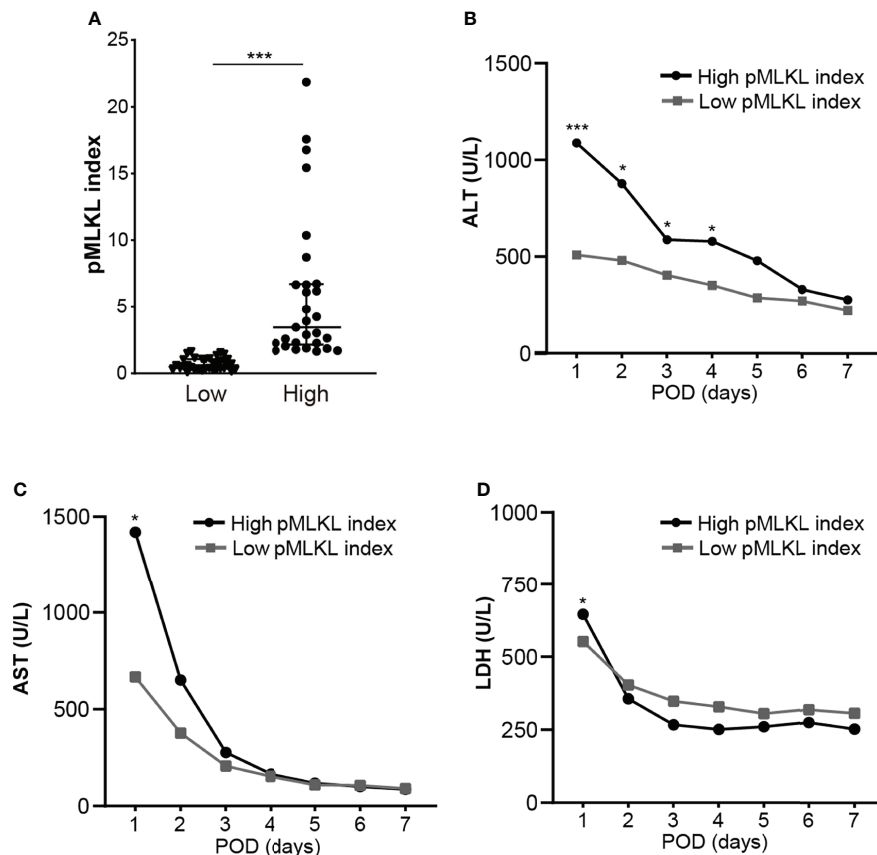 A
25
20
15
10
5
0
pMLKL index
***
Low High
B
1500
1000
500
0
ALT (U/L)
High pMLKL index
Low pMLKL index
***
*
*
*
1 2 3 4 5 6 7
POD (days)
C
1500
1000
500
0
AST (U/L)
High pMLKL index
Low pMLKL index
*
1 2 3 4 5 6 7
POD (days)
D
1000
750
500
250
0
LDH (U/L)
High pMLKL index
Low pMLKL index
*
1 2 3 4 5 6 7
POD (days)